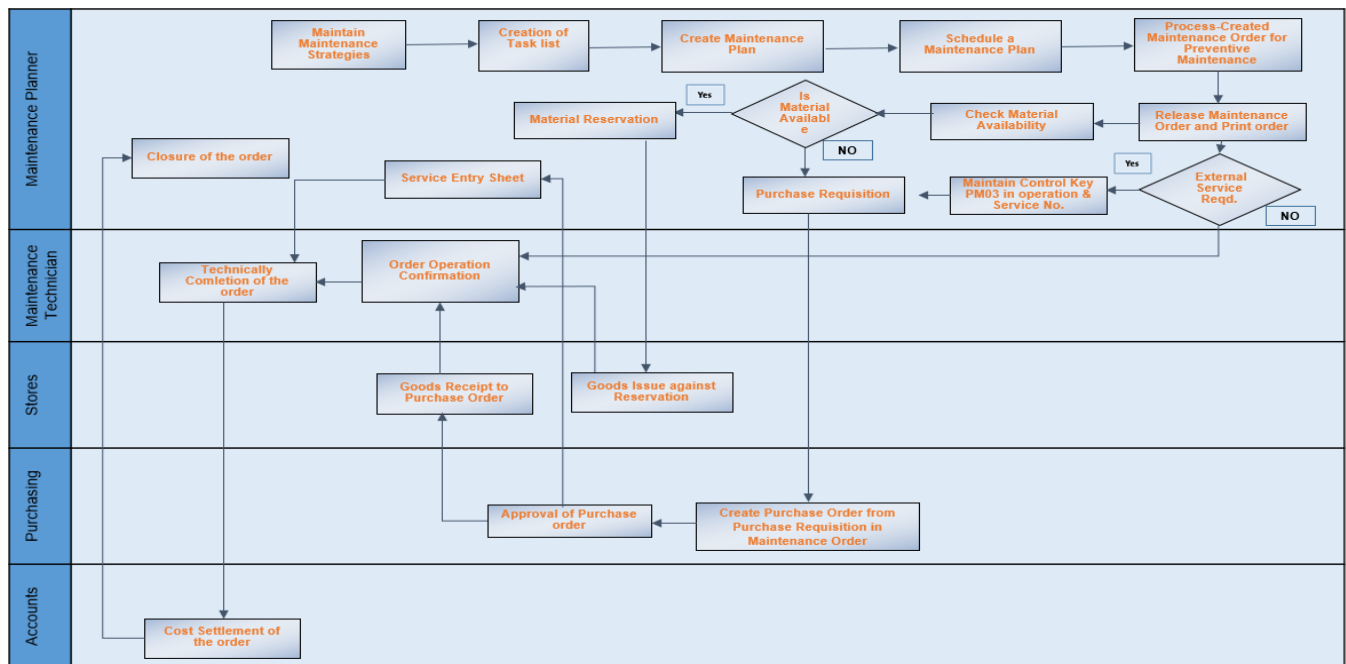 Maintenance Planner
Maintain
Maintenance
Strategies
Creation of
Task list
Create Maintenance
Plan
Schedule a
Maintenance Plan
Process-Created
Maintenance Order for
Preventive
Maintenance
Material Reservation
Yes
Is
Material
Availabl
e
NO
Check Material
Availability
Release Maintenance
Order and Print order
Closure of the order
Service Entry Sheet
Purchase Requisition
Maintain Control Key
PM03 in operation &
Service No.
Yes
External
Service
Reqd.
NO
Maintenance
Technician
Technically
Comletion of the
order
Order Operation
Confirmation
Stores
Goods Receipt to
Purchase Order
Goods Issue against
Reservation
Purchasing
Approval of Purchase
order
Create Purchase Order from
Purchase Requisition in
Maintenance Order
Accounts
Cost Settlement of
the order